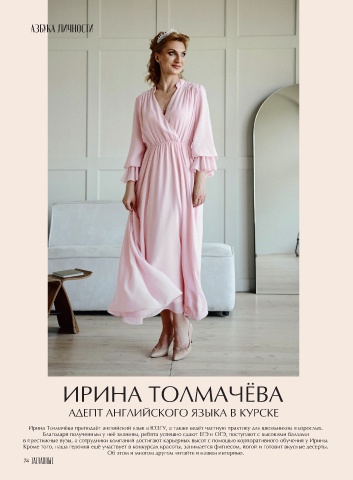 АЗБУКА ЛИЧНОСТИ
ИРИНА ТОЛМАЧЁВА
АДЕПТ АНГЛИЙСКОГО ЯЗЫКА В КУРСКЕ
Ирина Толмачёва преподаёт английский язык в ЮЗГУ, а также ведёт частную практику для школьников и взрослых.
Благодаря полученным у неё знаниям, ребята успешно сдают ЕГЭ и ОГЭ, поступают с высокими баллами
в престижные вузы, а сотрудники компаний достигают карьерных высот с помощью корпоративного обучения у Ирины.
Кроме того, наша героиня ещё участвует в конкурсах красоты, занимается фитнесом, йогой и готовит вкусные десерты.
Об этом и многом другом читайте в нашем интервью.